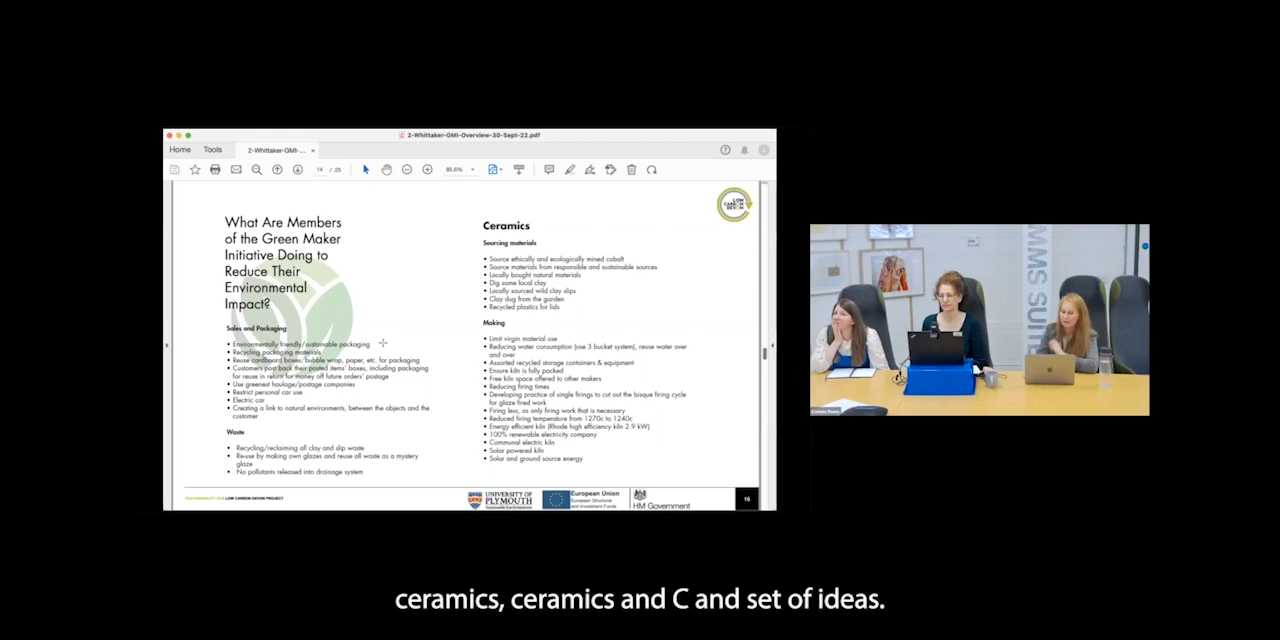 2-Whittaker-GMI-Overview-30-Sept-22.pdf
Home
Tools
2-Whittaker-GMI-...
14 / 25
85.6%
LOW CARBON DEVON
What Are Members
of the Green Maker
Initiative Doing to
Reduce Their
Environmental
Impact?
Sales and Packaging
• Environmentally friendly/sustainable packaging
• Recycling packaging materials
• Reuse cardboard boxes, bubble wrap, paper, etc. for packaging
• Customers post back their posted items' boxes, including packaging
for reuse in return for money off future orders' postage
• Use greenest haulage/postage companies
• Restrict personal car use
• Electric car
• Creating a link to natural environments, between the objects and the
customer
Waste
• Recycling/reclaiming all clay and slip waste
• Re-use by making own glazes and reuse all waste as a mystery
glaze
• No pollutants released into drainage system
Ceramics
Sourcing materials
• Source ethically and ecologically mined cobalt
• Source materials from responsible and sustainable sources
• Locally bought natural materials
• Dig some local clay
• Locally sourced wild clay slips
• Clay dug from the garden
• Recycled plastics for lids
Making
• Limit virgin material use
• Reducing water consumption (use 3 bucket system), reuse water over
and over
• Assorted recycled storage containers & equipment
• Ensure kiln is fully packed
• Free kiln space offered to other makers
• Reducing firing times
• Developing practice of single firings to cut out the bisque firing cycle
for glaze fired work
• Firing less, as only firing work that is necessary
• Reduced firing temperature from 1270c to 1240c
• Energy efficient kiln (Rhode high efficiency kiln 2.9 kW)
• 100% renewable electricity company
• Communal electric kiln
• Solar powered kiln
• Solar and ground source energy
SUSTAINABILITY HUB LOW CARBON DEVON PROJECT
UNIVERSITY OF
PLYMOUTH
European Union
European Structural
and Investment Funds
HM Government
16
MMS SU
ceramics, ceramics and C and set of ideas.